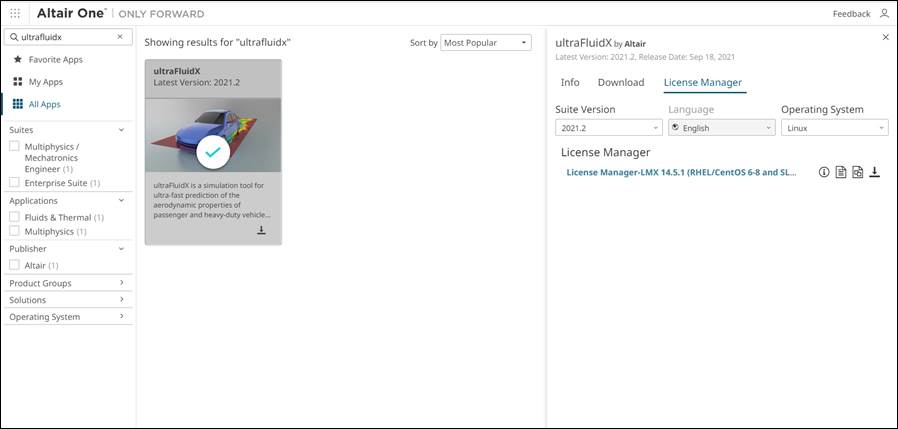 Altair One™ | ONLY FORWARD
Feedback
ultrafluidx
Favorite Apps
My Apps
All Apps
Suites
Multiphysics /
Mechatronics
Engineer (1)
Enterprise Suite (1)
Applications
Fluids & Thermal (1)
Multiphysics (1)
Publisher
Altair (1)
Product Groups
Solutions
Operating System
Showing results for "ultrafluidx"
Sort by Most Popular
ultraFluidX
Latest Version: 2021.2
ultraFluidX is a simulation tool for
ultra-fast prediction of the
aerodynamic properties of
passenger and heavy-duty vehicle...
ultraFluidX by Altair
Latest Version: 2021.2, Release Date: Sep 18, 2021
Info Download License Manager
Suite Version Language Operating System
2021.2 English Linux
License Manager
License Manager-LMX 14.5.1 (RHEL/CentOS 6-8 and SL...